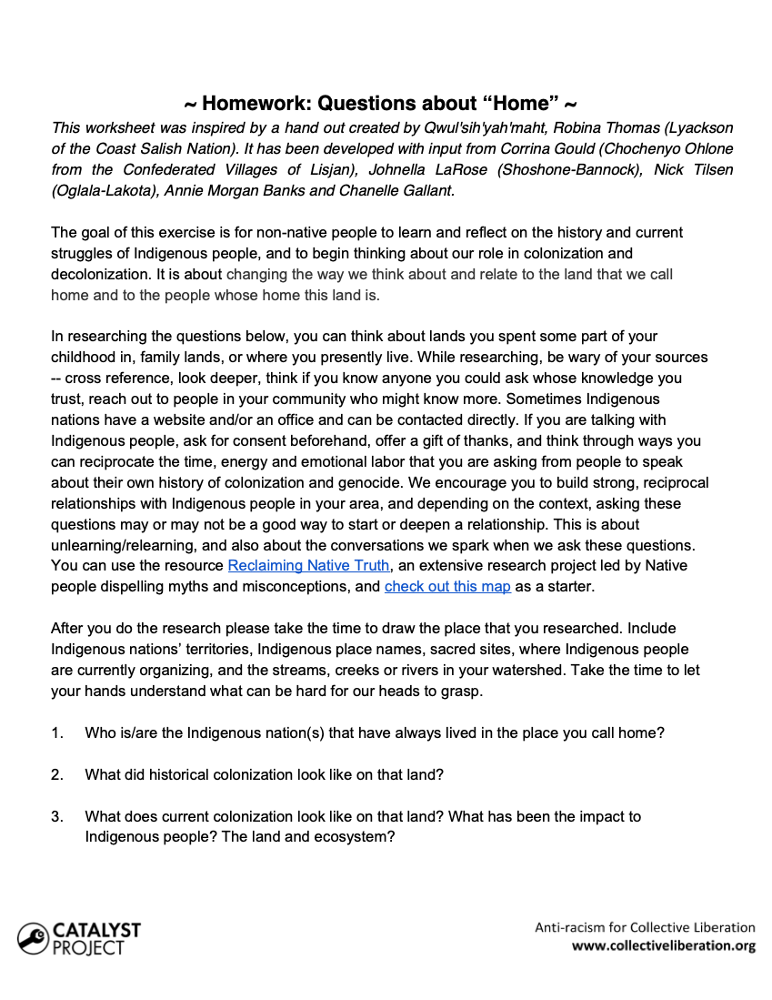 ~ Homework: Questions about “Home” ~
This worksheet was inspired by a hand out created by Qwul'sih'yah'maht, Robina Thomas (Lyackson
of the Coast Salish Nation). It has been developed with input from Corrina Gould (Chochenyo Ohlone
from the Confederated Villages of Lisjan), Johnella LaRose (Shoshone-Bannock), Nick Tilsen
(Oglala-Lakota), Annie Morgan Banks and Chanelle Gallant.
The goal of this exercise is for non-native people to learn and reflect on the history and current
struggles of Indigenous people, and to begin thinking about our role in colonization and
decolonization. It is about changing the way we think about and relate to the land that we call
home and to the people whose home this land is.
In researching the questions below, you can think about lands you spent some part of your
childhood in, family lands, or where you presently live. While researching, be wary of your sources
-- cross reference, look deeper, think if you know anyone you could ask whose knowledge you
trust, reach out to people in your community who might know more. Sometimes Indigenous
nations have a website and/or an office and can be contacted directly. If you are talking with
Indigenous people, ask for consent beforehand, offer a gift of thanks, and think through ways you
can reciprocate the time, energy and emotional labor that you are asking from people to speak
about their own history of colonization and genocide. We encourage you to build strong, reciprocal
relationships with Indigenous people in your area, and depending on the context, asking these
questions may or may not be a good way to start or deepen a relationship. This is about
unlearning/relearning, and also about the conversations we spark when we ask these questions.
You can use the resource Reclaiming Native Truth, an extensive research project led by Native
people dispelling myths and misconceptions, and check out this map as a starter.
After you do the research please take the time to draw the place that you researched. Include
Indigenous nations’ territories, Indigenous place names, sacred sites, where Indigenous people
are currently organizing, and the streams, creeks or rivers in your watershed. Take the time to let
your hands understand what can be hard for our heads to grasp.
1. Who is/are the Indigenous nation(s) that have always lived in the place you call home?
2. What did historical colonization look like on that land?
3. What does current colonization look like on that land? What has been the impact to
Indigenous people? The land and ecosystem?
CATALYST
PROJECT
Anti-racism for Collective Liberation
www.collectiveliberation.org